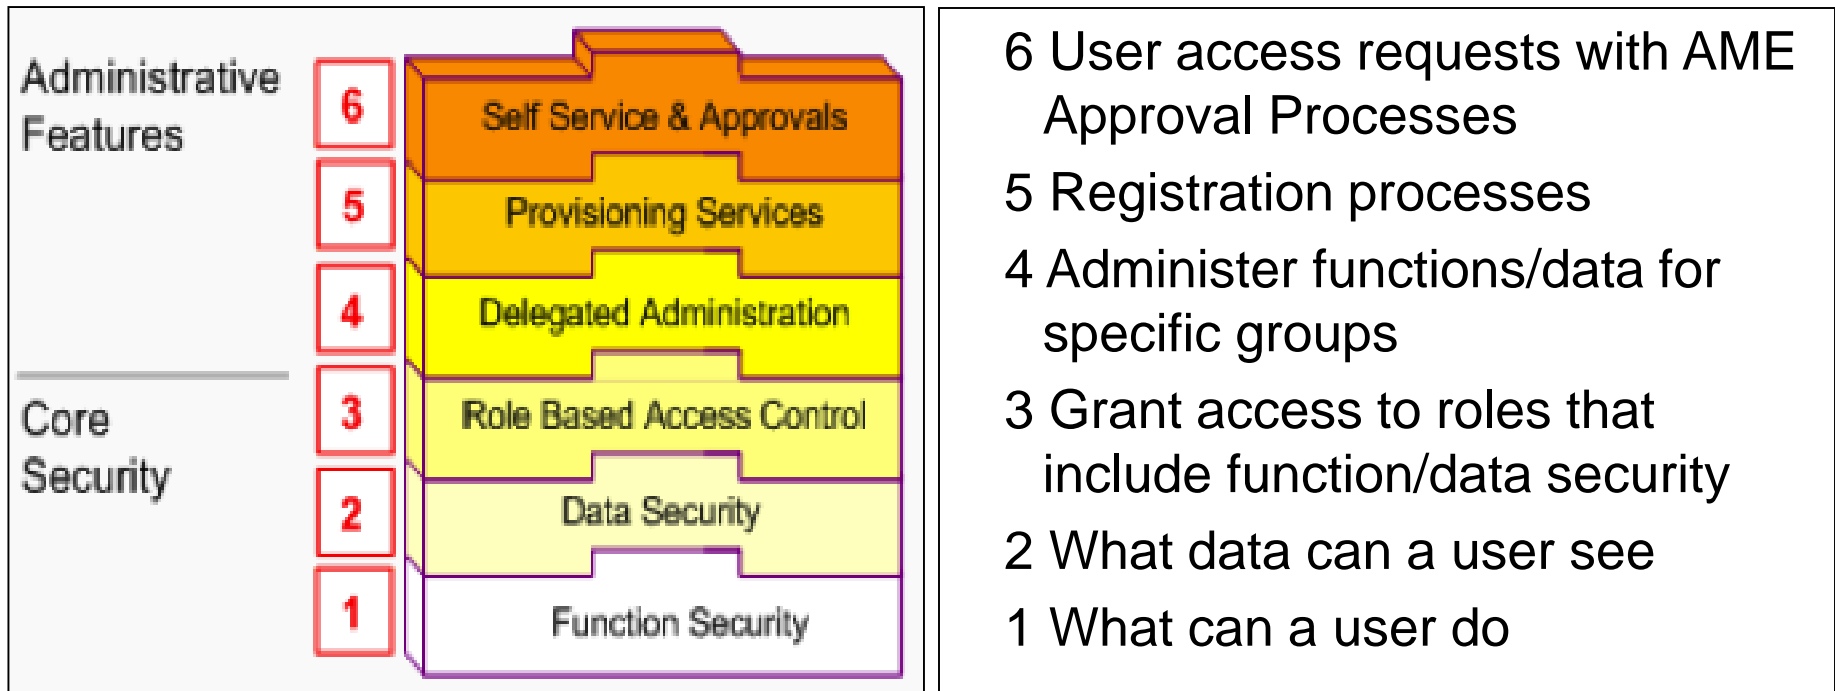 Administrative
Features
6
Self Service & Approvals
5
Provisioning Services
4
Delegated Administration
Core
Security
3
Role Based Access Control
2
Data Security
1
Function Security
6 User access requests with AME
Approval Processes
5 Registration processes
4 Administer functions/data for
specific groups
3 Grant access to roles that
include function/data security
2 What data can a user see
1 What can a user do